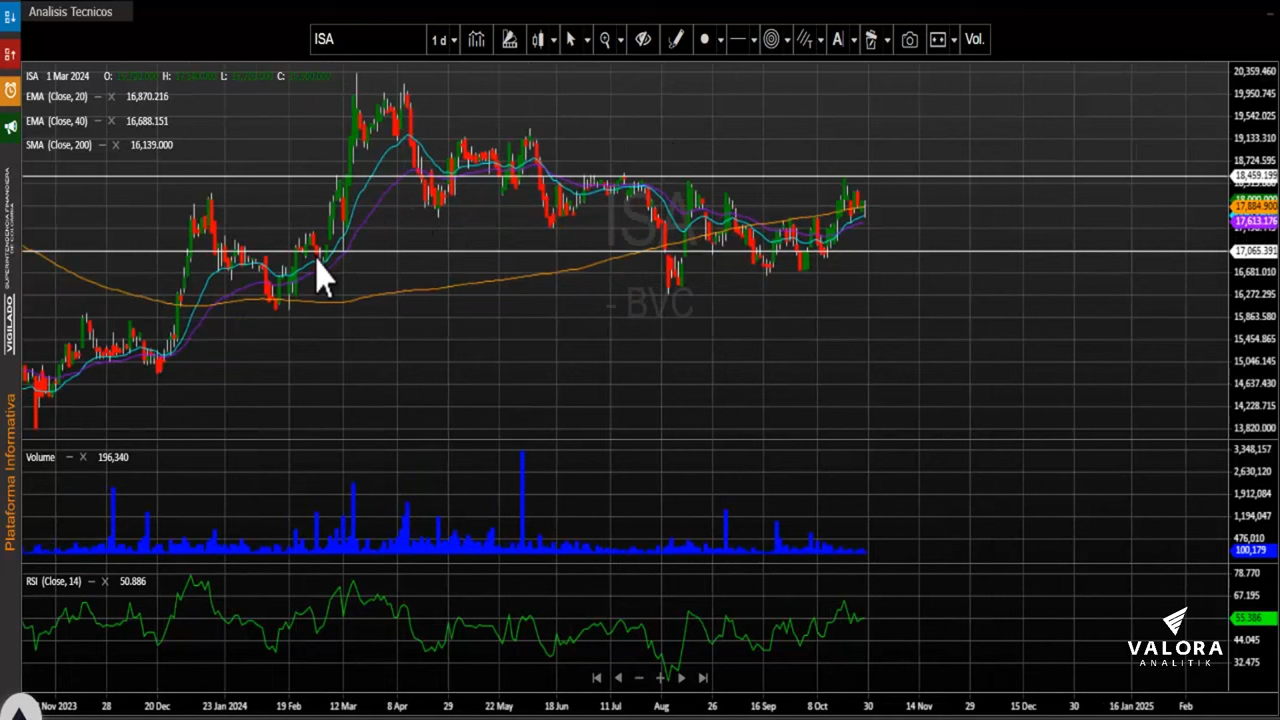 Analisis Tecnicos
ISA
1 d
A
Vol.
ISA 1 Mar 2024 O: H: L: C:
EMA (Close, 20) – X 16,870.216
EMA (Close, 40) – X 16,688.151
SMA (Close, 200) – X 16,139.000
20,359.460
19,950.745
19,542.025
19,133.310
18,724.595
18,459.199
17,884.900
17,613.176
17,065.391
16,681.010
16,272.295
15,863.580
15,454.865
15,046.145
14,637.430
14,228.715
13,820.000
ISA
- BVC
Volume – X 196,340
3,348,157
2,630,120
1,912,084
1,194,047
476,010
100,179
RSI (Close, 14) – X 50.886
78.770
67.195
55.386
44.045
32.475
Nov 2023 28 20 Dec 23 Jan 2024 19 Feb 12 Mar 8 Apr 29 22 May 18 Jun 11 Jul Aug 26 16 Sep 8 Oct 30 14 Nov 29 15 Dec 30 16 Jan 2025 Feb
VIGILADO
SUPERINTENDENCIA FINANCIERA
DE COLOMBIA
Plataforma Informativa
VALORA
ANALITIK